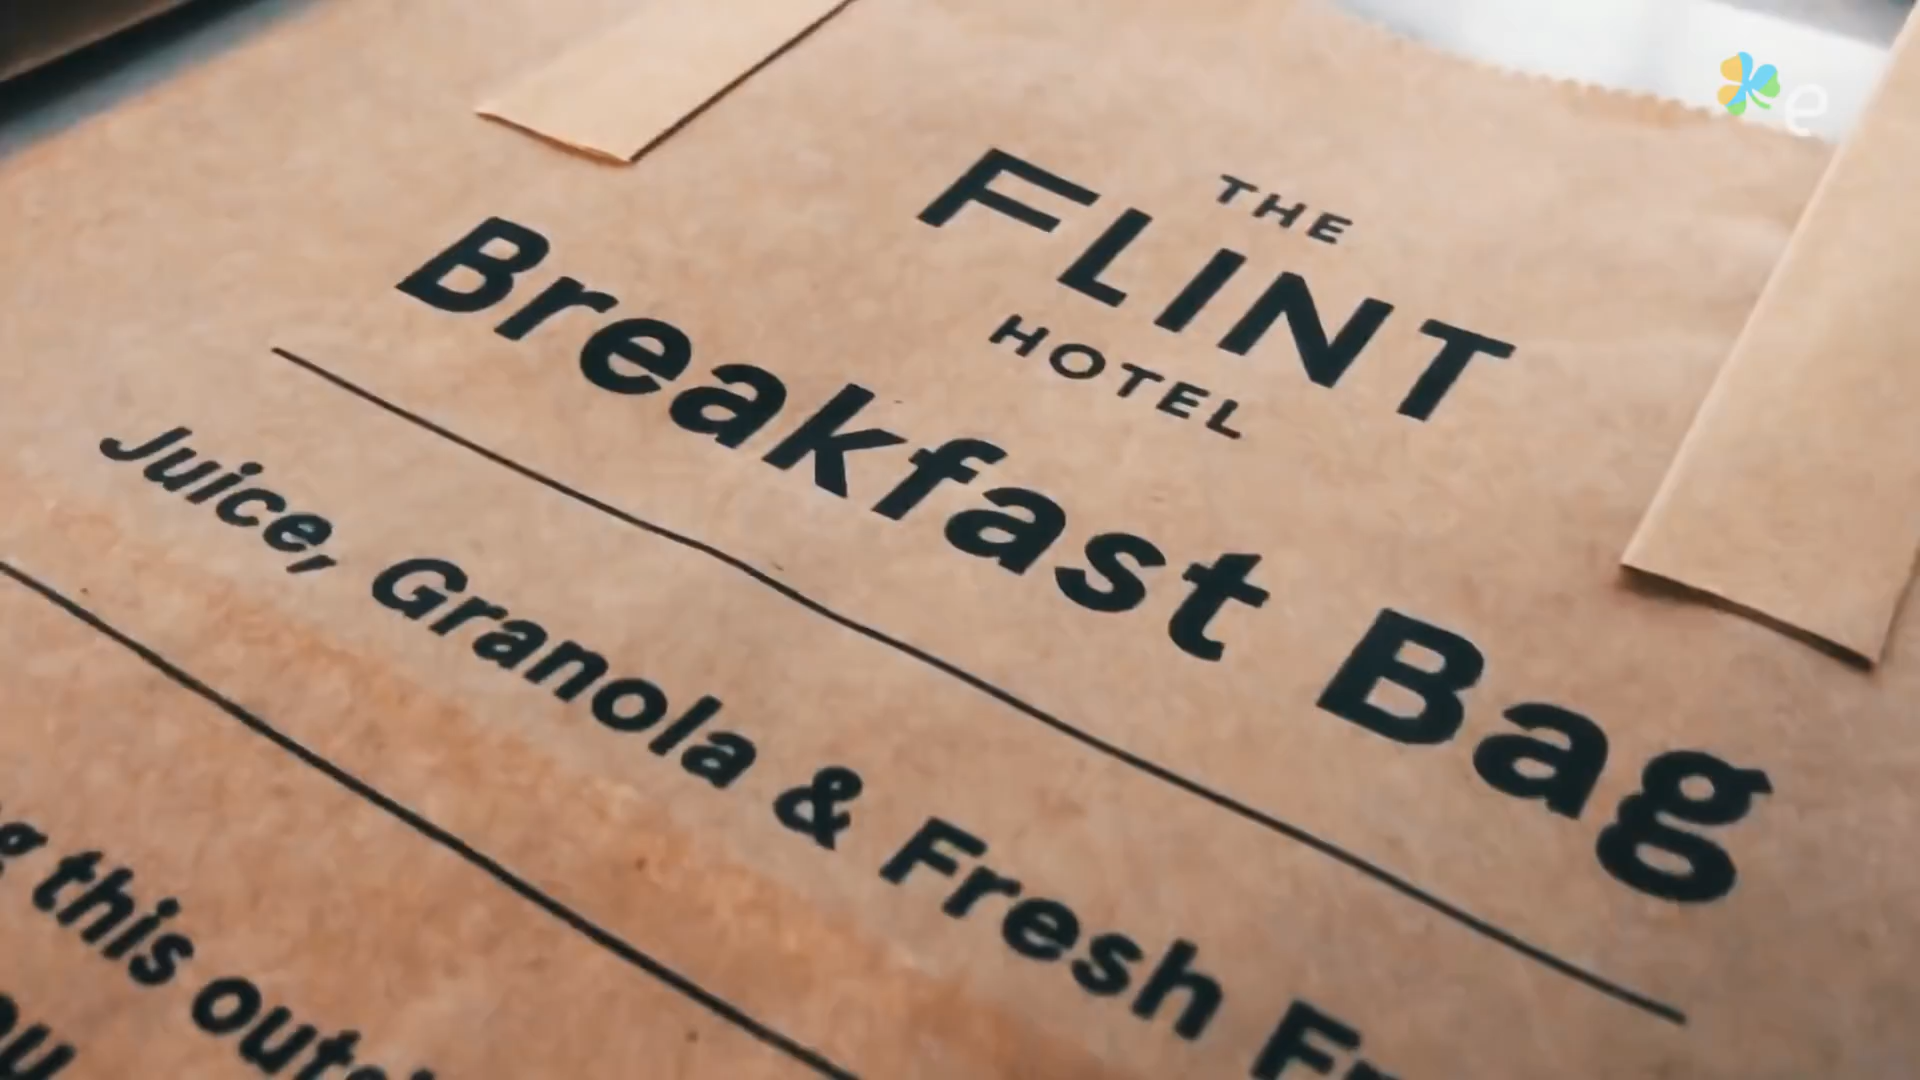 THE
FLINT
HOTEL
Breakfast Bag
Juice, Granola & Fresh
this
e